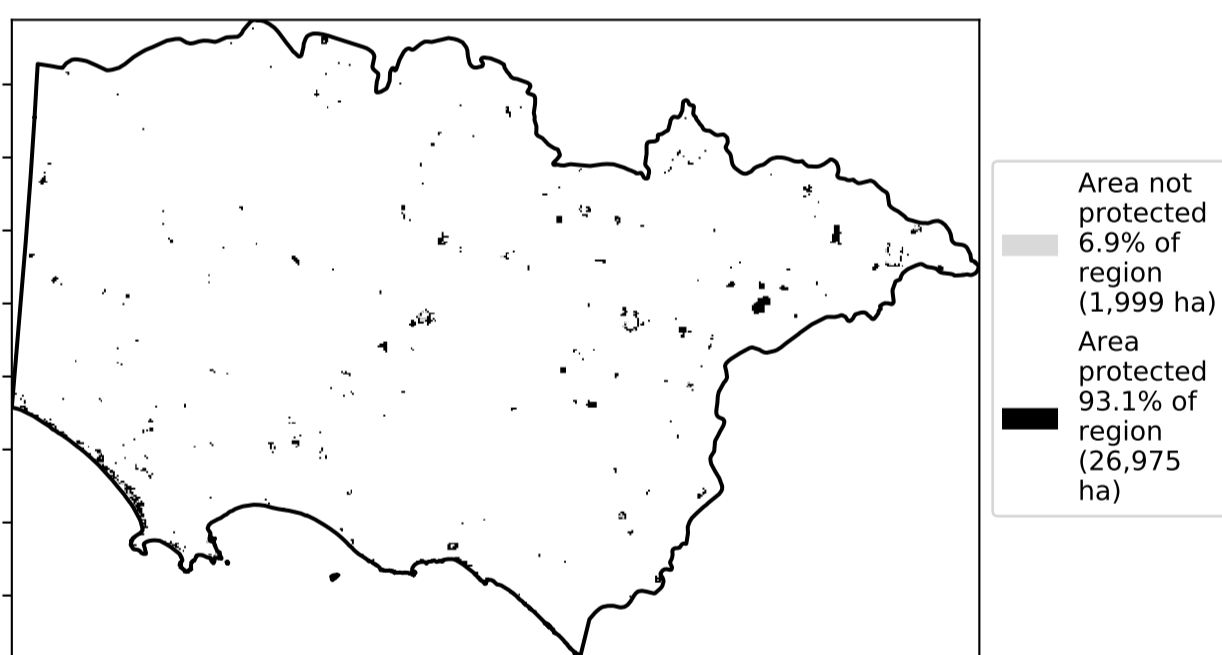 Area not
protected
6.9% of
region
(1,999 ha)
Area
protected
93.1% of
region
(26,975
ha)